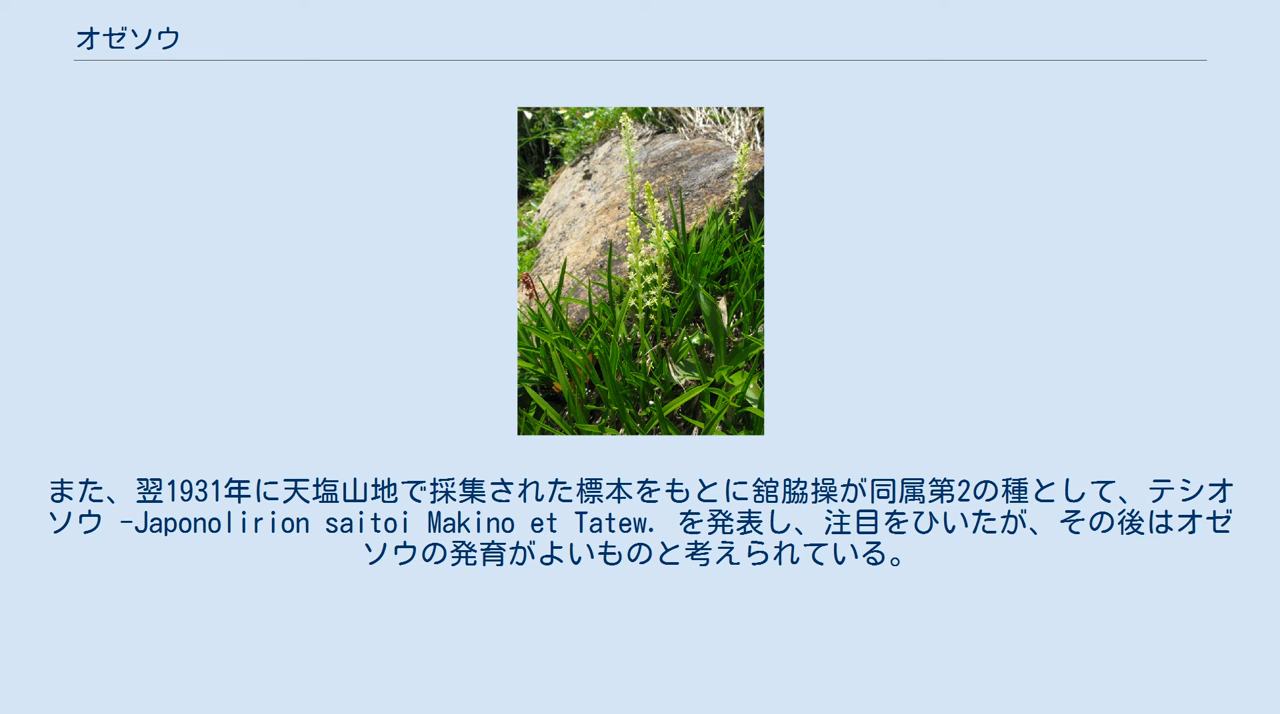 オゼソウ
また、翌1931年に天塩山地で採集された標本をもとに舘脇操が同属第2の種として、テシオ
ソウ -Japonolirion saitoi Makino et Tatew. を発表し、注目をひいたが、その後はオゼ
ソウの発育がよいものと考えられている。